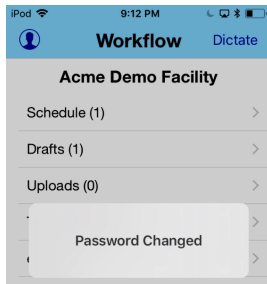 iPod 9:12 PM
Workflow Dictate
Acme Demo Facility
Schedule (1)
Drafts (1)
Uploads (0)
Password Changed